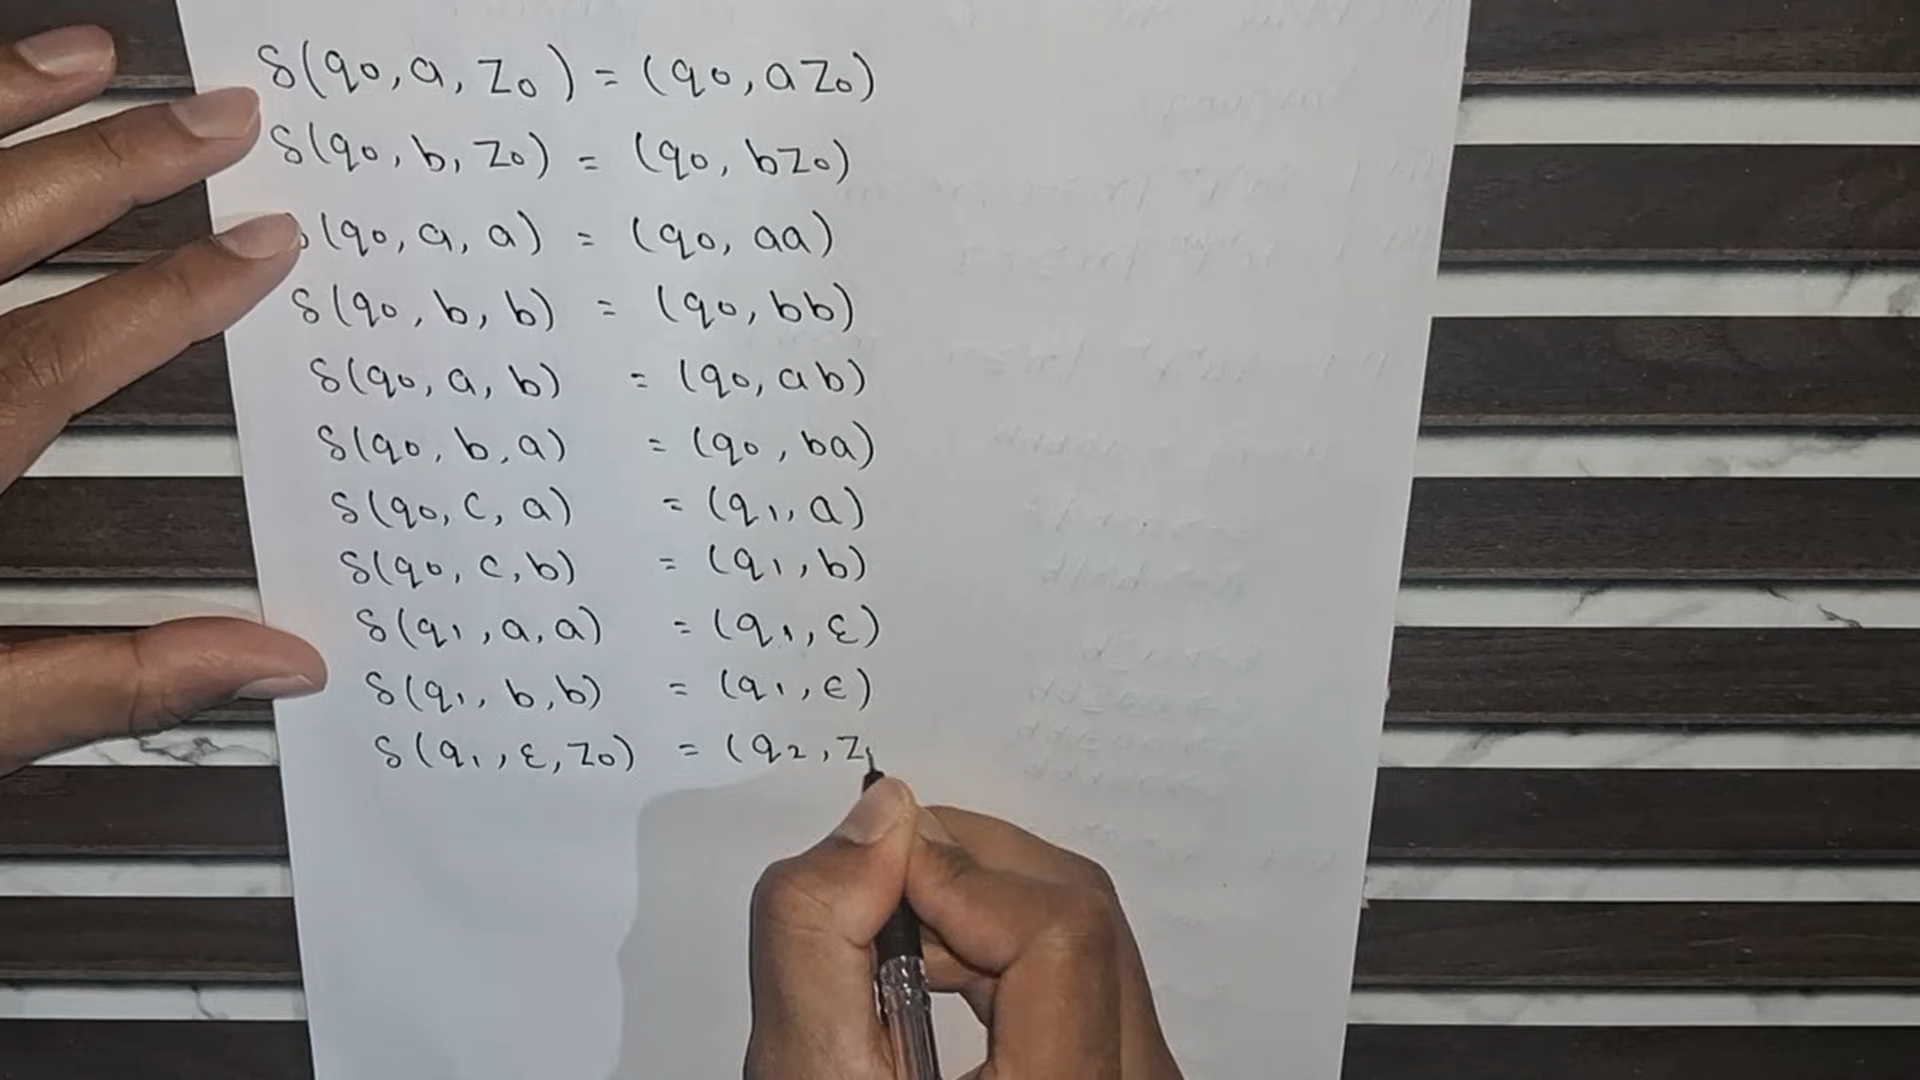 δ(q0, a, Z0) = (q0, aZ0)
δ(q0, b, Z0) = (q0, bZ0)
δ(q0, a, a) = (q0, aa)
δ(q0, b, b) = (q0, bb)
δ(q0, a, b) = (q0, ab)
δ(q0, b, a) = (q0, ba)
δ(q0, C, a) = (q1, a)
δ(q0, C, b) = (q1, b)
δ(q1, a, a) = (q1, ε)
δ(q1, b, b) = (q1, ε)
δ(q1, ε, Z0) = (q2, Z